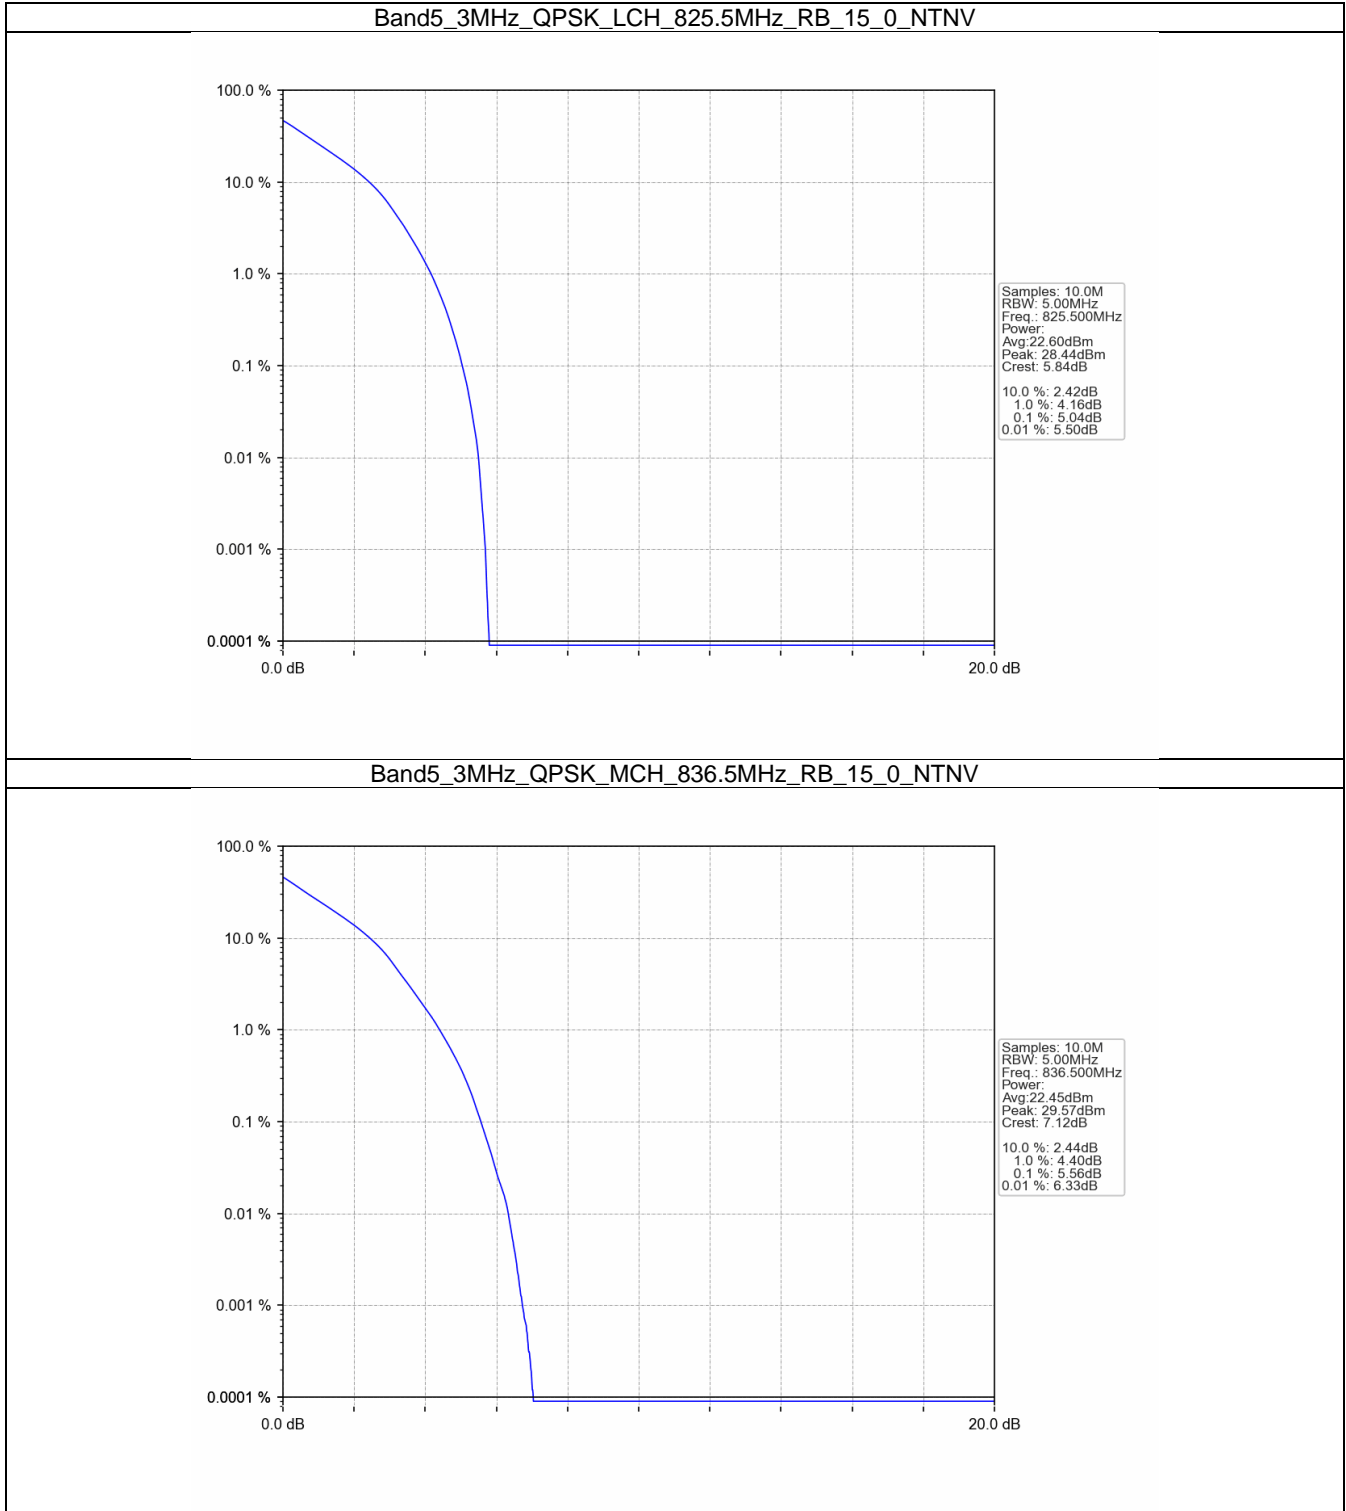 Band5_3MHz_QPSK_LCH_825.5MHz_RB_15_0_NTNV
100.0 %
10.0 %
1.0 %
0.1 %
0.01 %
0.001 %
0.0001 %
0.0 dB
20.0 dB
Samples: 10.0M
RBW: 5.00MHz
Freq.: 825.500MHz
Power:
Avg:22.60dBm
Peak: 28.44dBm
Crest: 5.84dB
10.0 %: 2.42dB
1.0 %: 4.16dB
0.1 %: 5.04dB
0.01 %: 5.50dB
Band5_3MHz_QPSK_MCH_836.5MHz_RB_15_0_NTNV
100.0 %
10.0 %
1.0 %
0.1 %
0.01 %
0.001 %
0.0001 %
0.0 dB
20.0 dB
Samples: 10.0M
RBW: 5.00MHz
Freq.: 836.500MHz
Power:
Avg:22.45dBm
Peak: 29.57dBm
Crest: 7.12dB
10.0 %: 2.44dB
1.0 %: 4.40dB
0.1 %: 5.56dB
0.01 %: 6.33dB